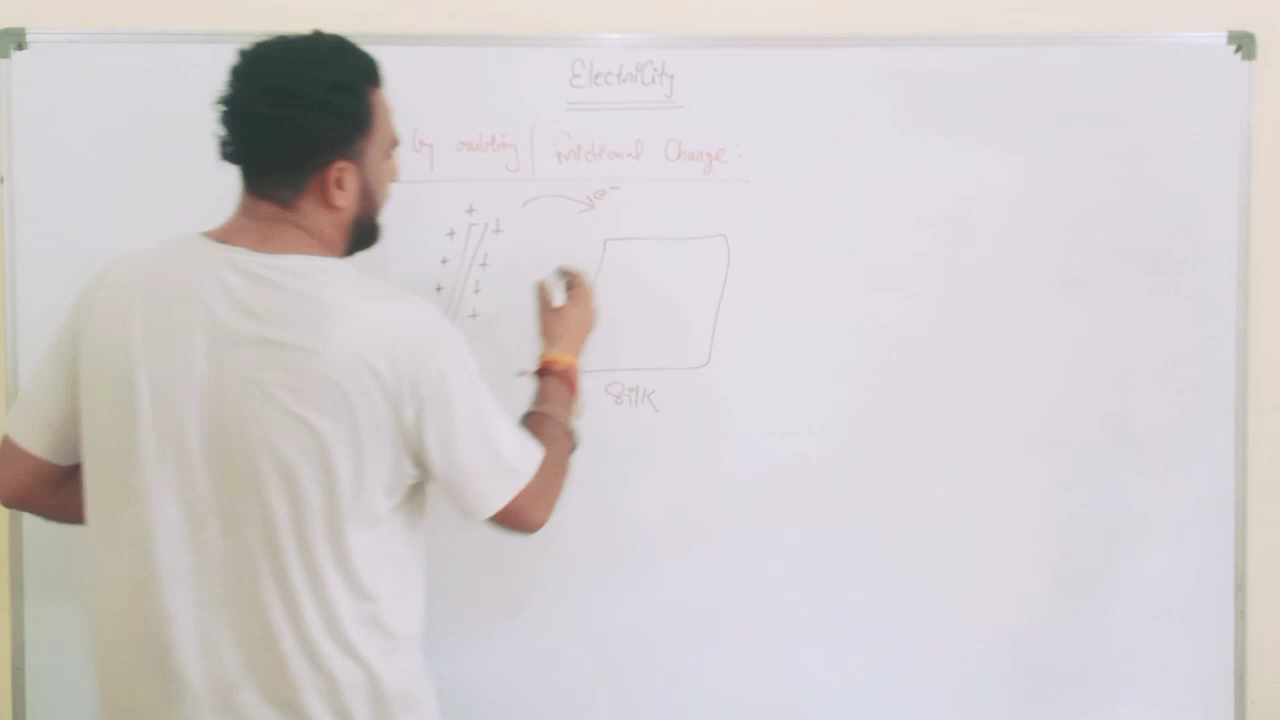 Electricity
by rubbing | frictional Charge :
+ e⁻
+ +
+ +
+ +
+
Silk